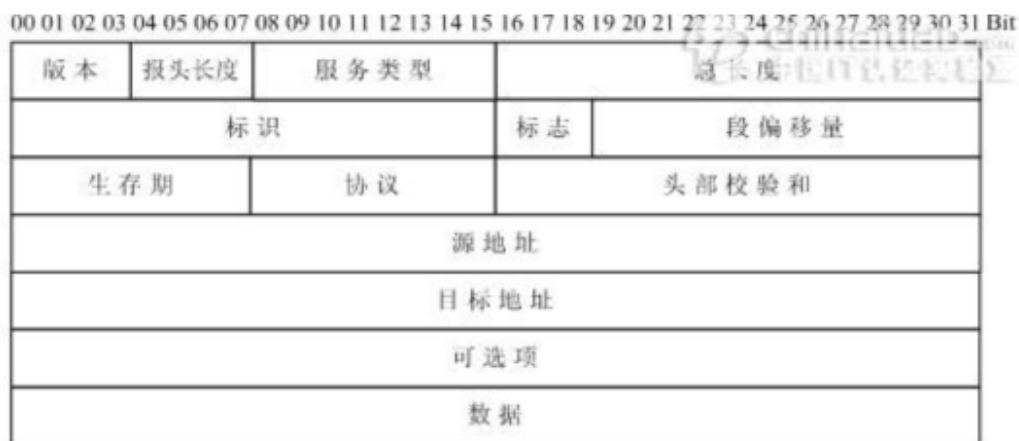 00 01 02 03 04 05 06 07 08 09 10 11 12 13 14 15 16 17 18 19 20 21 22 23 24 25 26 27 28 29 30 31 Bit
版本 报头长度 服务类型 总长度
标识 标志 段偏移量
生存期 协议 头部校验和
源地址
目标地址
可选项
数据